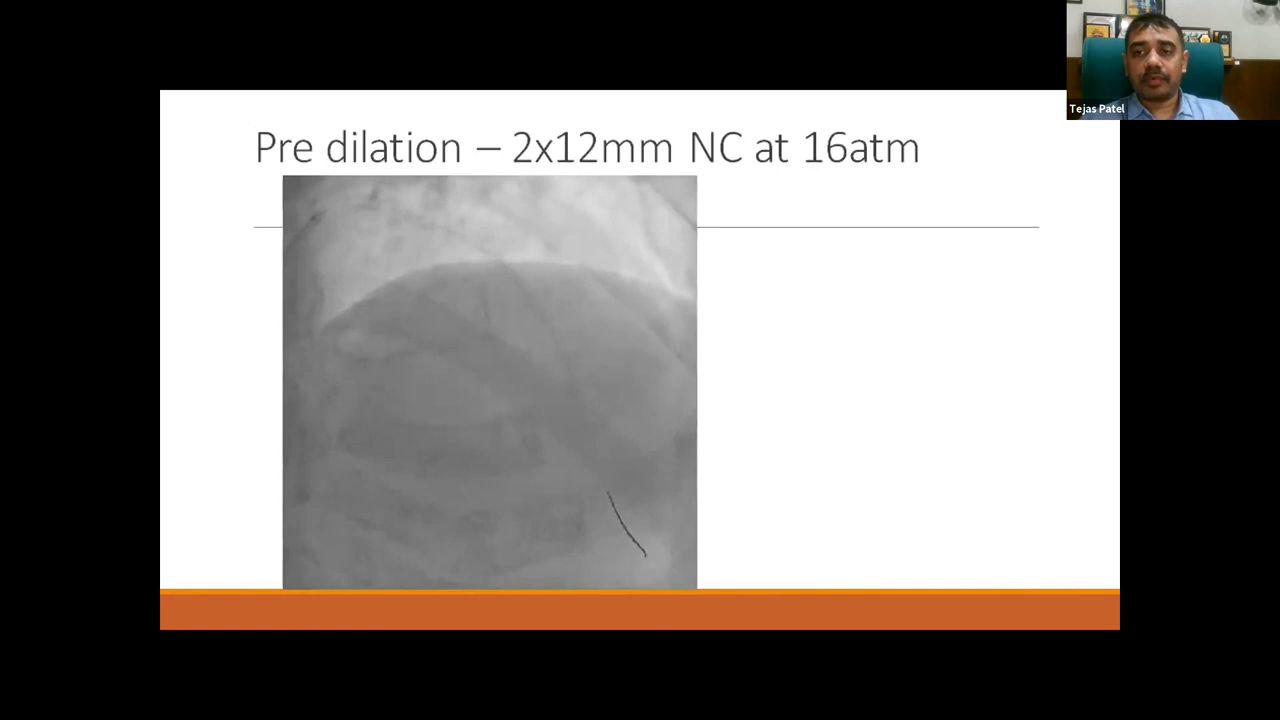 Pre dilation – 2x12mm NC at 16atm
Tejas Patel